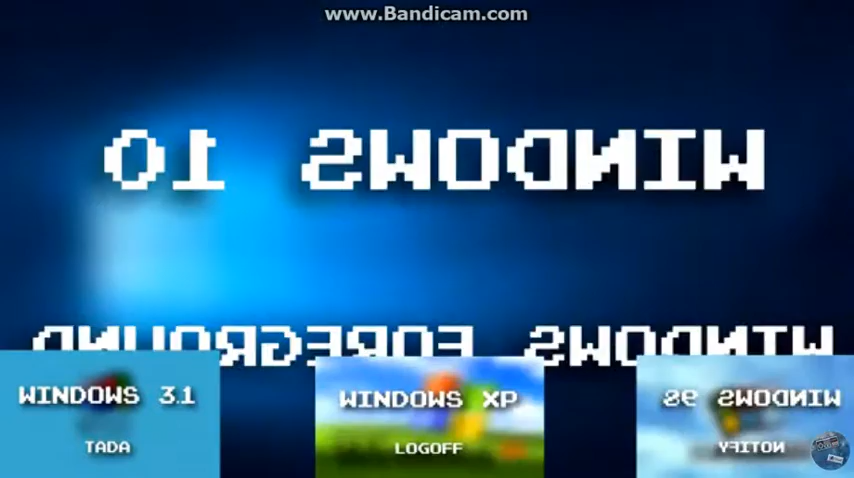 www.Bandicam.com
WINDOWS 10
WINDOWS FOREGROUND
WINDOWS 3.1
TADA
WINDOWS XP
LOGOFF
WINDOWS 98
NOTIFY